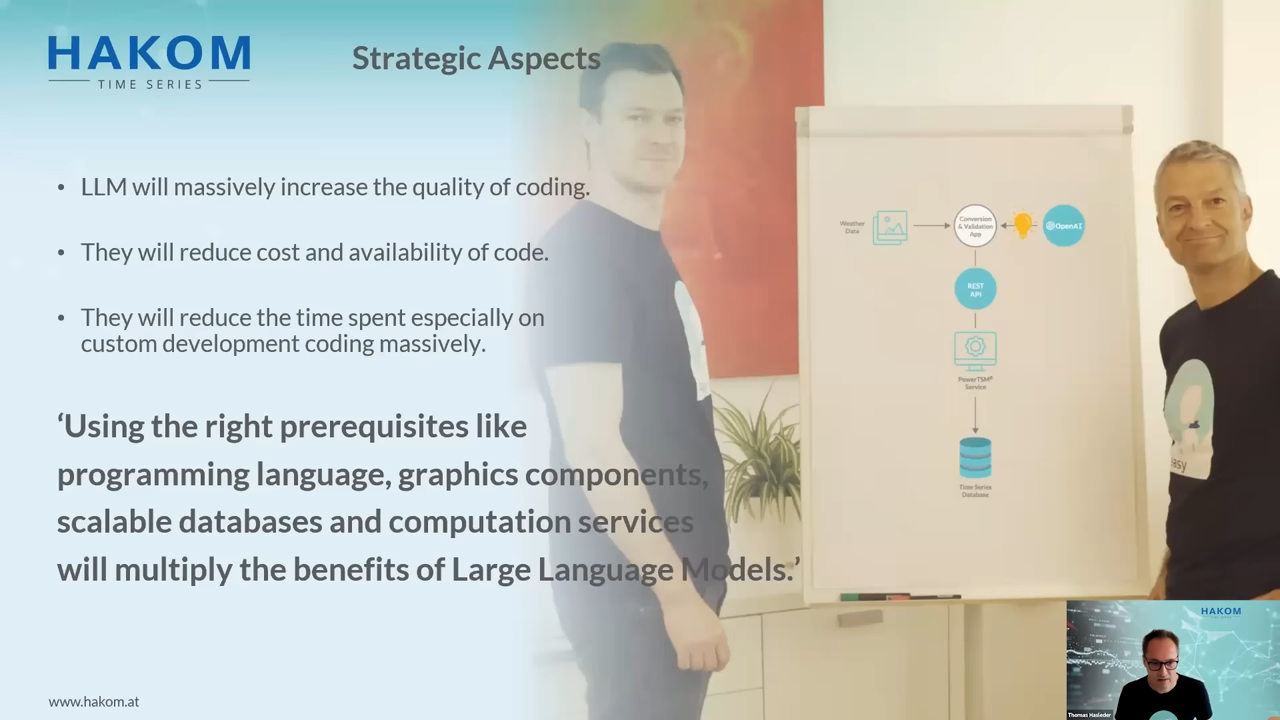 HAKOM
TIME SERIES
Strategic Aspects
• LLM will massively increase the quality of coding.
• They will reduce cost and availability of code.
• They will reduce the time spent especially on
custom development coding massively.
‘Using the right prerequisites like
programming language, graphics components,
scalable databases and computation services
will multiply the benefits of Large Language Models.’
www.hakom.at
Weather
Data
Conversion
& Validation
App
OpenAI
REST
API
PowerTSM®
Service
Time Series
Database
easy
HAKOM
Thomas Hasleder